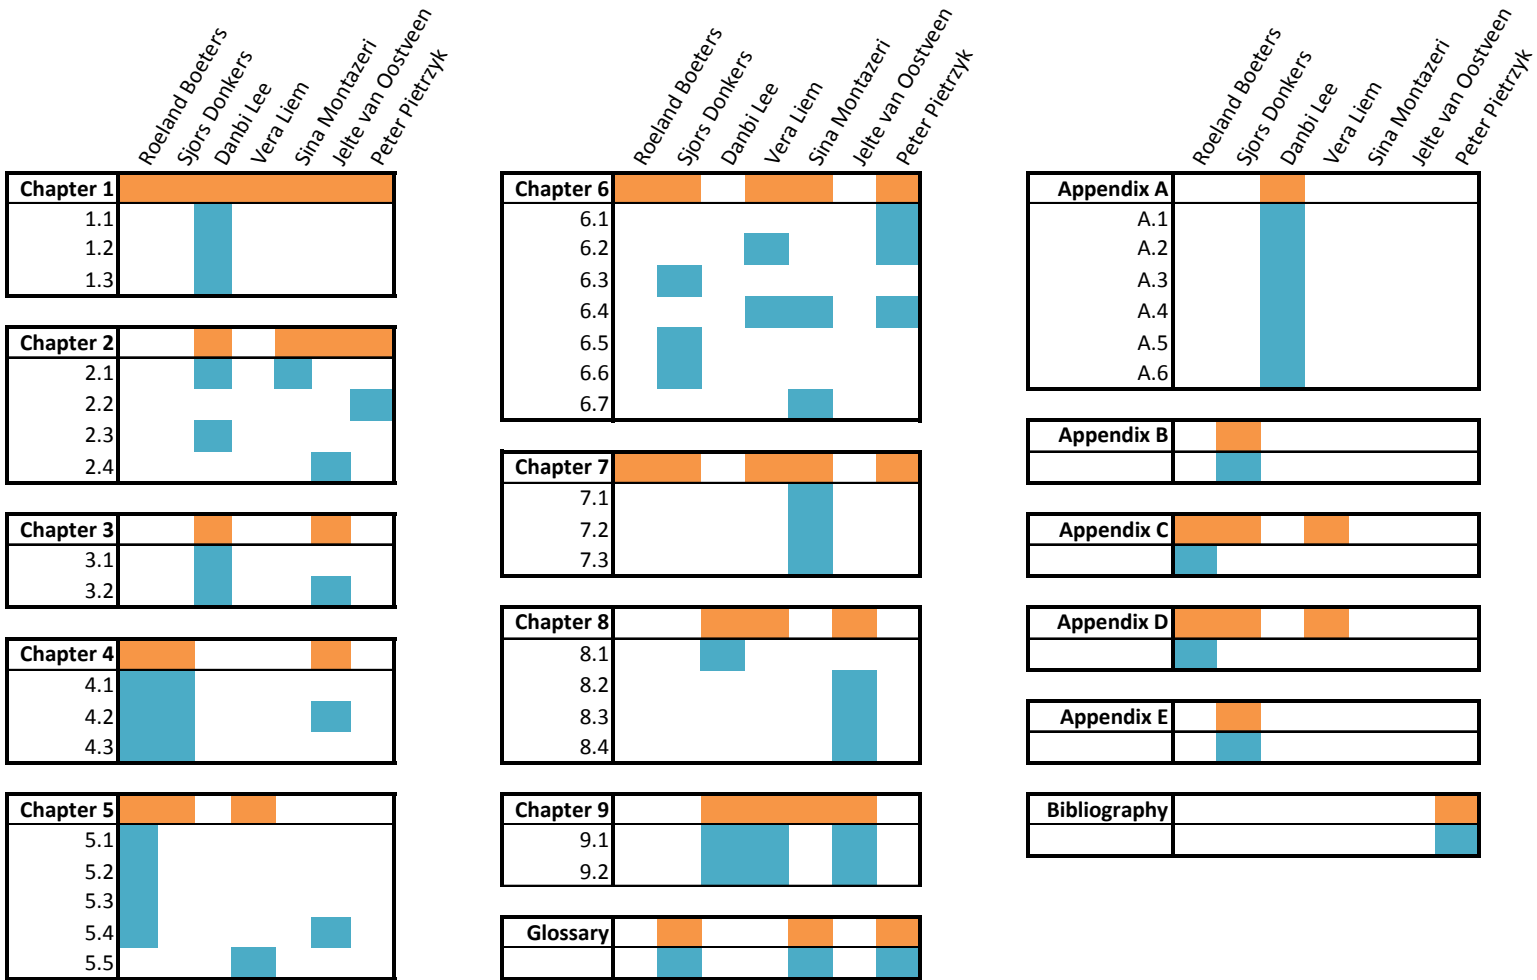 Roeland Boeters
Sjors Donkers
Danbi Lee
Vera Liem
Sina Montazeri
Jelte van Oostveen
Peter Pietrzyk
Chapter 1
1.1
1.2
1.3
Chapter 2
2.1
2.2
2.3
2.4
Chapter 3
3.1
3.2
Chapter 4
4.1
4.2
4.3
Chapter 5
5.1
5.2
5.3
5.4
5.5
Roeland Boeters
Sjors Donkers
Danbi Lee
Vera Liem
Sina Montazeri
Jelte van Oostveen
Peter Pietrzyk
Chapter 6
6.1
6.2
6.3
6.4
6.5
6.6
6.7
Chapter 7
7.1
7.2
7.3
Chapter 8
8.1
8.2
8.3
8.4
Chapter 9
9.1
9.2
Glossary
Roeland Boeters
Sjors Donkers
Danbi Lee
Vera Liem
Sina Montazeri
Jelte van Oostveen
Peter Pietrzyk
Appendix A
A.1
A.2
A.3
A.4
A.5
A.6
Appendix B
Appendix C
Appendix D
Appendix E
Bibliography